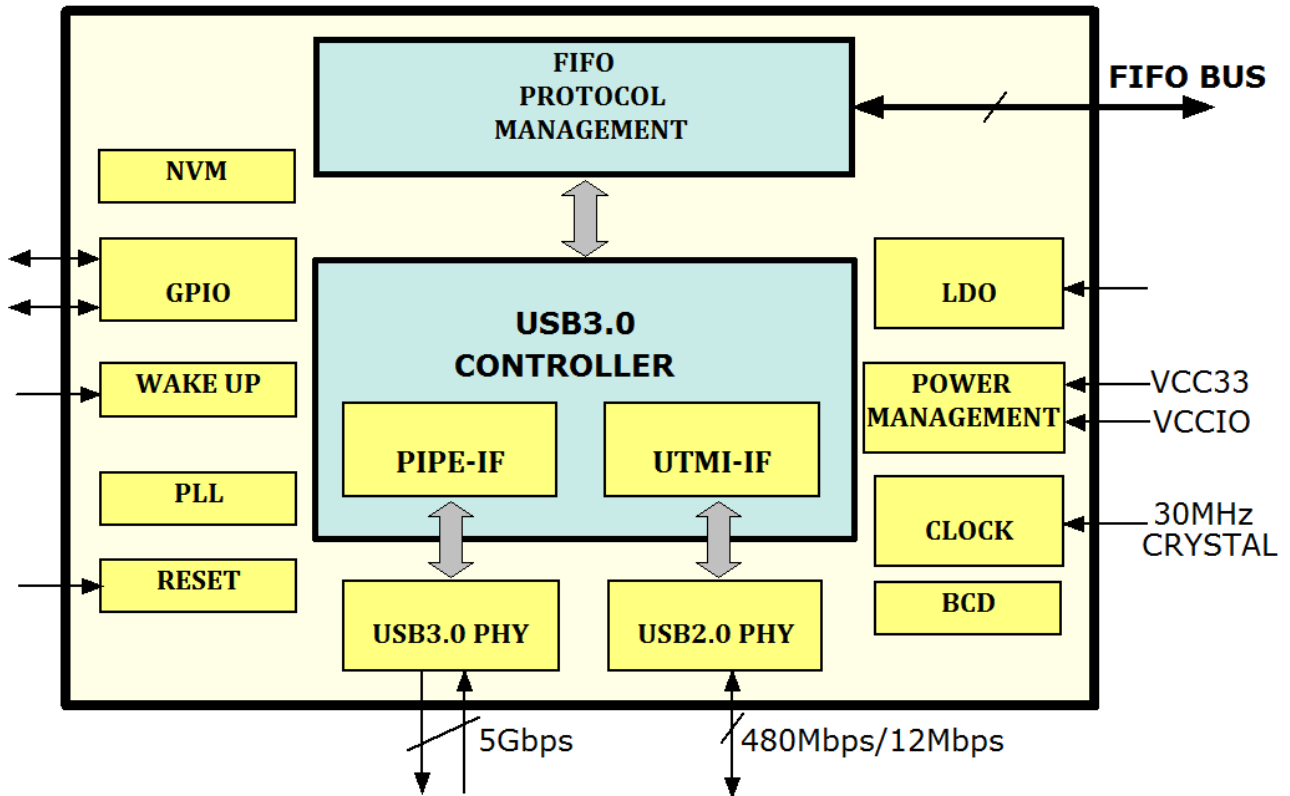 FIFO
PROTOCOL
MANAGEMENT
FIFO BUS
NVM
GPIO
LDO
USB3.0
CONTROLLER
WAKE UP
POWER
MANAGEMENT
VCC33
VCCIO
PIPE-IF
UTMI-IF
PLL
CLOCK
30MHz
CRYSTAL
RESET
BCD
USB3.0 PHY
USB2.0 PHY
5Gbps
480Mbps/12Mbps